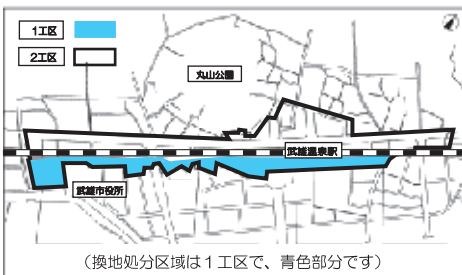 1工区
2工区
丸山公園
武雄温泉駅
武雄市役所
（換地処分区域は１工区で、青色部分です）